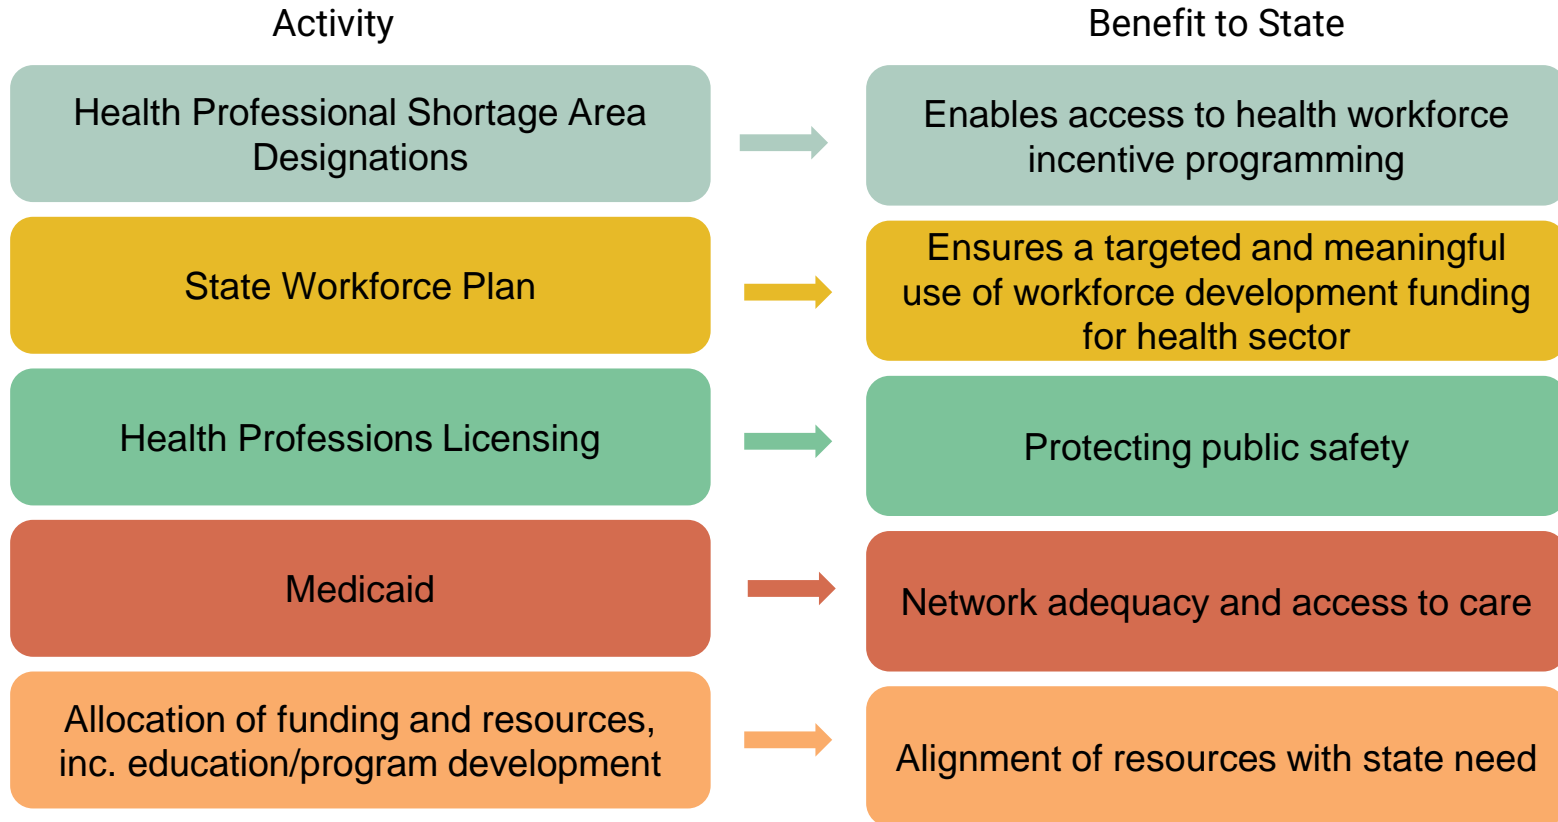 Activity
Benefit to State
Health Professional Shortage Area
Designations
Enables access to health workforce
incentive programming
State Workforce Plan
Ensures a targeted and meaningful
use of workforce development funding
for health sector
Health Professions Licensing
Protecting public safety
Medicaid
Network adequacy and access to care
Allocation of funding and resources,
inc. education/program development
Alignment of resources with state need